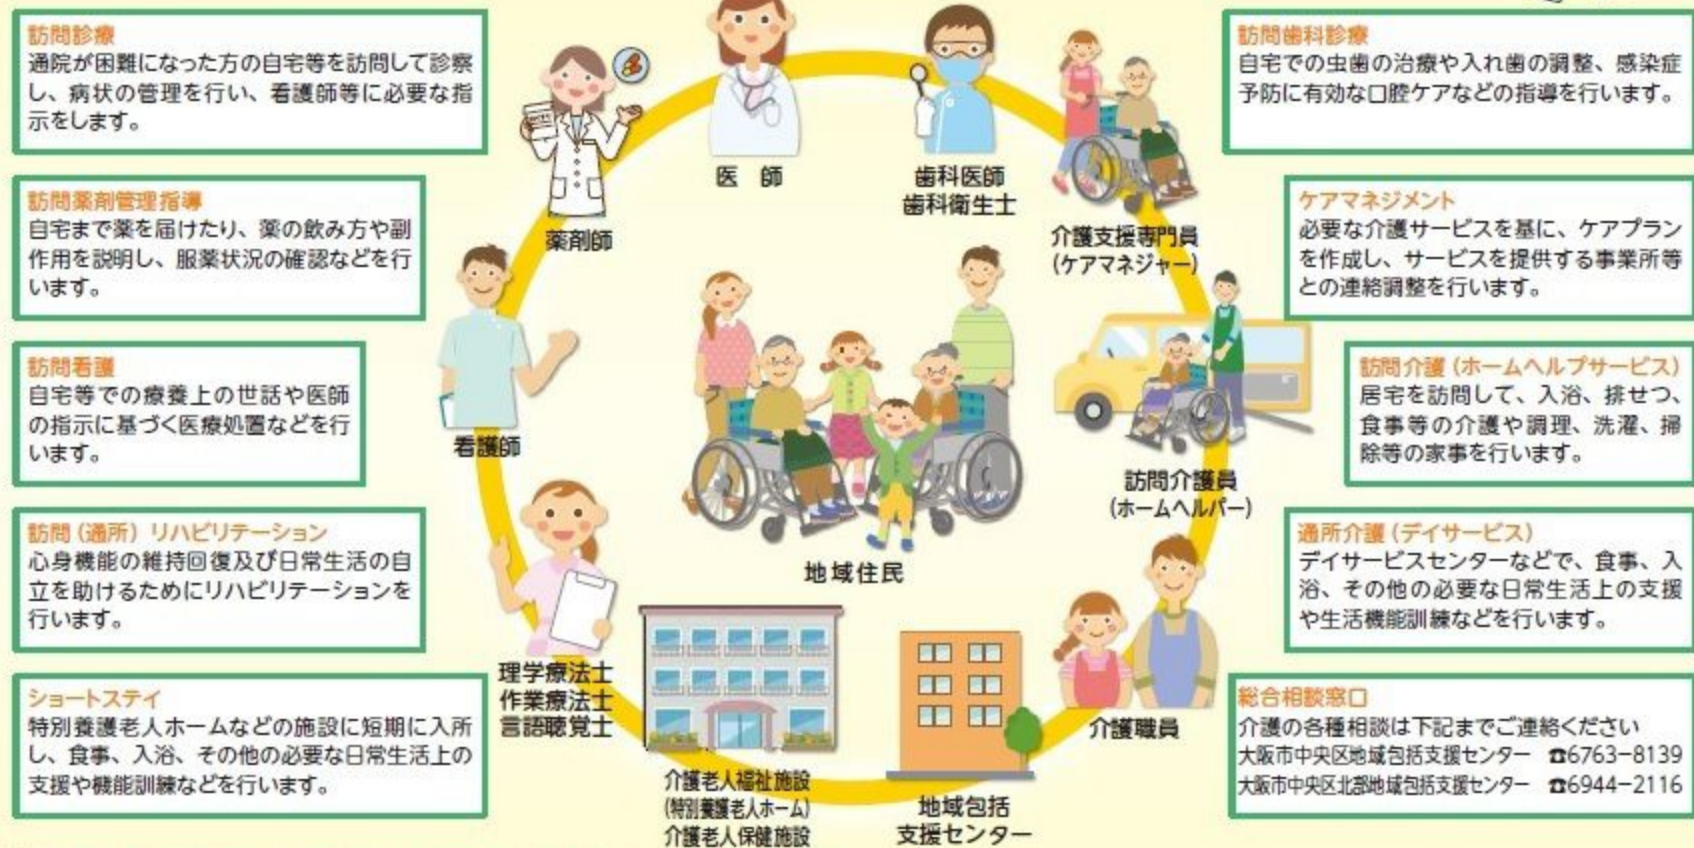 訪問診療
通院が困難になった方の自宅等を訪問して診察
し、病状の管理を行い、看護師等に必要な指
示をします。
訪問薬剤管理指導
自宅まで薬を届けたり、薬の飲み方や副
作用を説明し、服薬状況の確認などを行
います。
訪問看護
自宅等での療養上の世話や医師
の指示に基づく医療処置などを行
います。
訪問(通所)リハビリテーション
心身機能の維持回復及び日常生活の自
立を助けるためにリハビリテーションを
行います。
ショートステイ
特別養護老人ホームなどの施設に短期に入所
し、食事、入浴、その他の必要な日常生活上の
支援や機能訓練などを行います。
医 師
歯科医師
歯科衛生士
薬剤師
介護支援専門員
(ケアマネジャー)
看護師
訪問介護員
(ホームヘルパー)
地域住民
理学療法士
作業療法士
言語聴覚士
介護職員
介護老人福祉施設
(特別養護老人ホーム)
介護老人保健施設
地域包括
支援センター
訪問歯科診療
自宅での虫歯の治療や入れ歯の調整、感染症
予防に有効な口腔ケアなどの指導を行います。
ケアマネジメント
必要な介護サービスを基に、ケアプラン
を作成し、サービスを提供する事業所等
との連絡調整を行います。
訪問介護(ホームヘルプサービス)
居宅を訪問して、入浴、排せつ、
食事等の介護や調理、洗濯、掃
除等の家事を行います。
通所介護(デイサービス)
デイサービスセンターなどで、食事、入
浴、その他の必要な日常生活上の支援
や生活機能訓練などを行います。
総合相談窓口
介護の各種相談は下記までご連絡ください
大阪市中央区地域包括支援センター ☎6763-8139
大阪市中央区北部地域包括支援センター ☎6944-2116